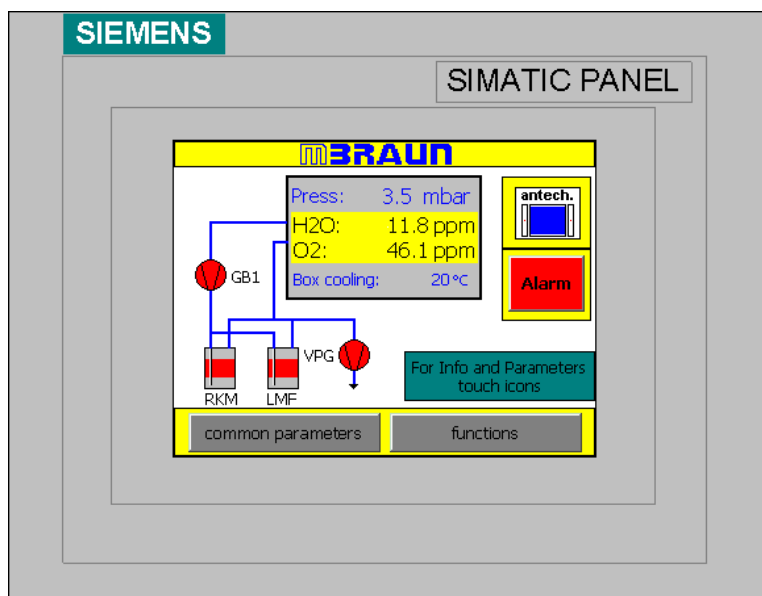 SIEMENS
SIMATIC PANEL
mBRAUN
Press: 3.5 mbar
antech.
H2O: 11.8 ppm
O2: 46.1 ppm
GB1
Box cooling: 20 °C
Alarm
VPG
For Info and Parameters
touch icons
RKM
LMF
common parameters
functions